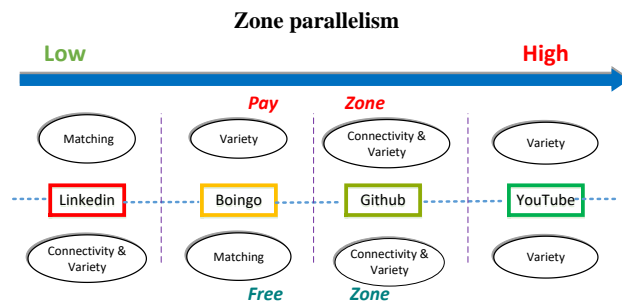 Zone parallelism
Low High
Pay Zone
Matching Variety Connectivity & Variety
Variety
Linkedin Boingo Github YouTube
Connectivity & Matching Connectivity & Variety
Variety Variety
Free Zone